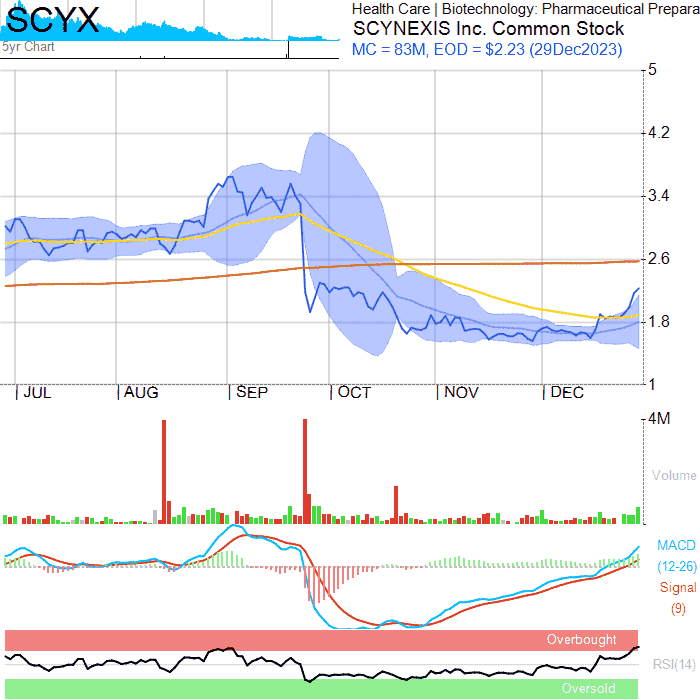 SCYX
5yr Chart
Health Care | Biotechnology: Pharmaceutical Prepara
SCYNEXIS Inc. Common Stock
MC = 83M, EOD = $2.23 (29Dec2023)
5
4.2
3.4
2.6
1.8
1
JUL AUG SEP OCT NOV DEC
4M
Volume
MACD
(12-26)
Signal
(9)
Overbought
RSI(14)
Oversold